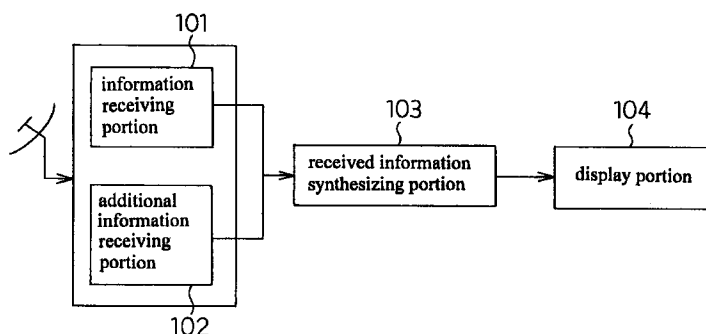 101
information
receiving
portion
additional
information
receiving
portion
102
103
received information
synthesizing portion
104
display portion